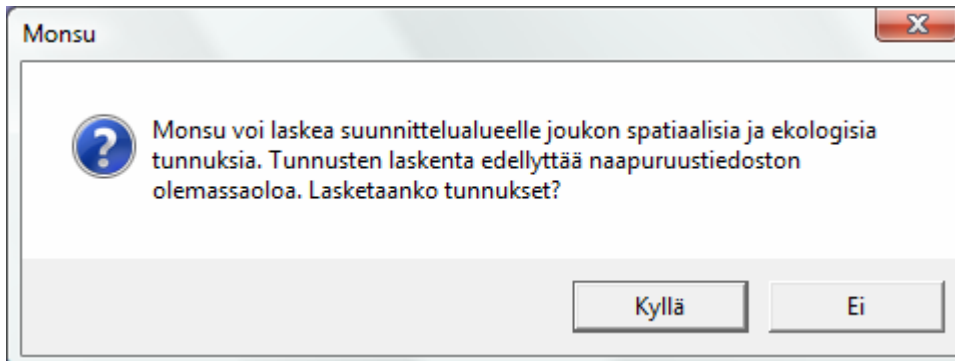 Monsu
Monsu voi laskea suunnittelualueelle joukon spatiaalisia ja ekologisia
tunnuksia. Tunnusten laskenta edellyttää naapuruustiedoston
olemassaoloa. Lasketaanko tunnukset?
Kyllä
Ei